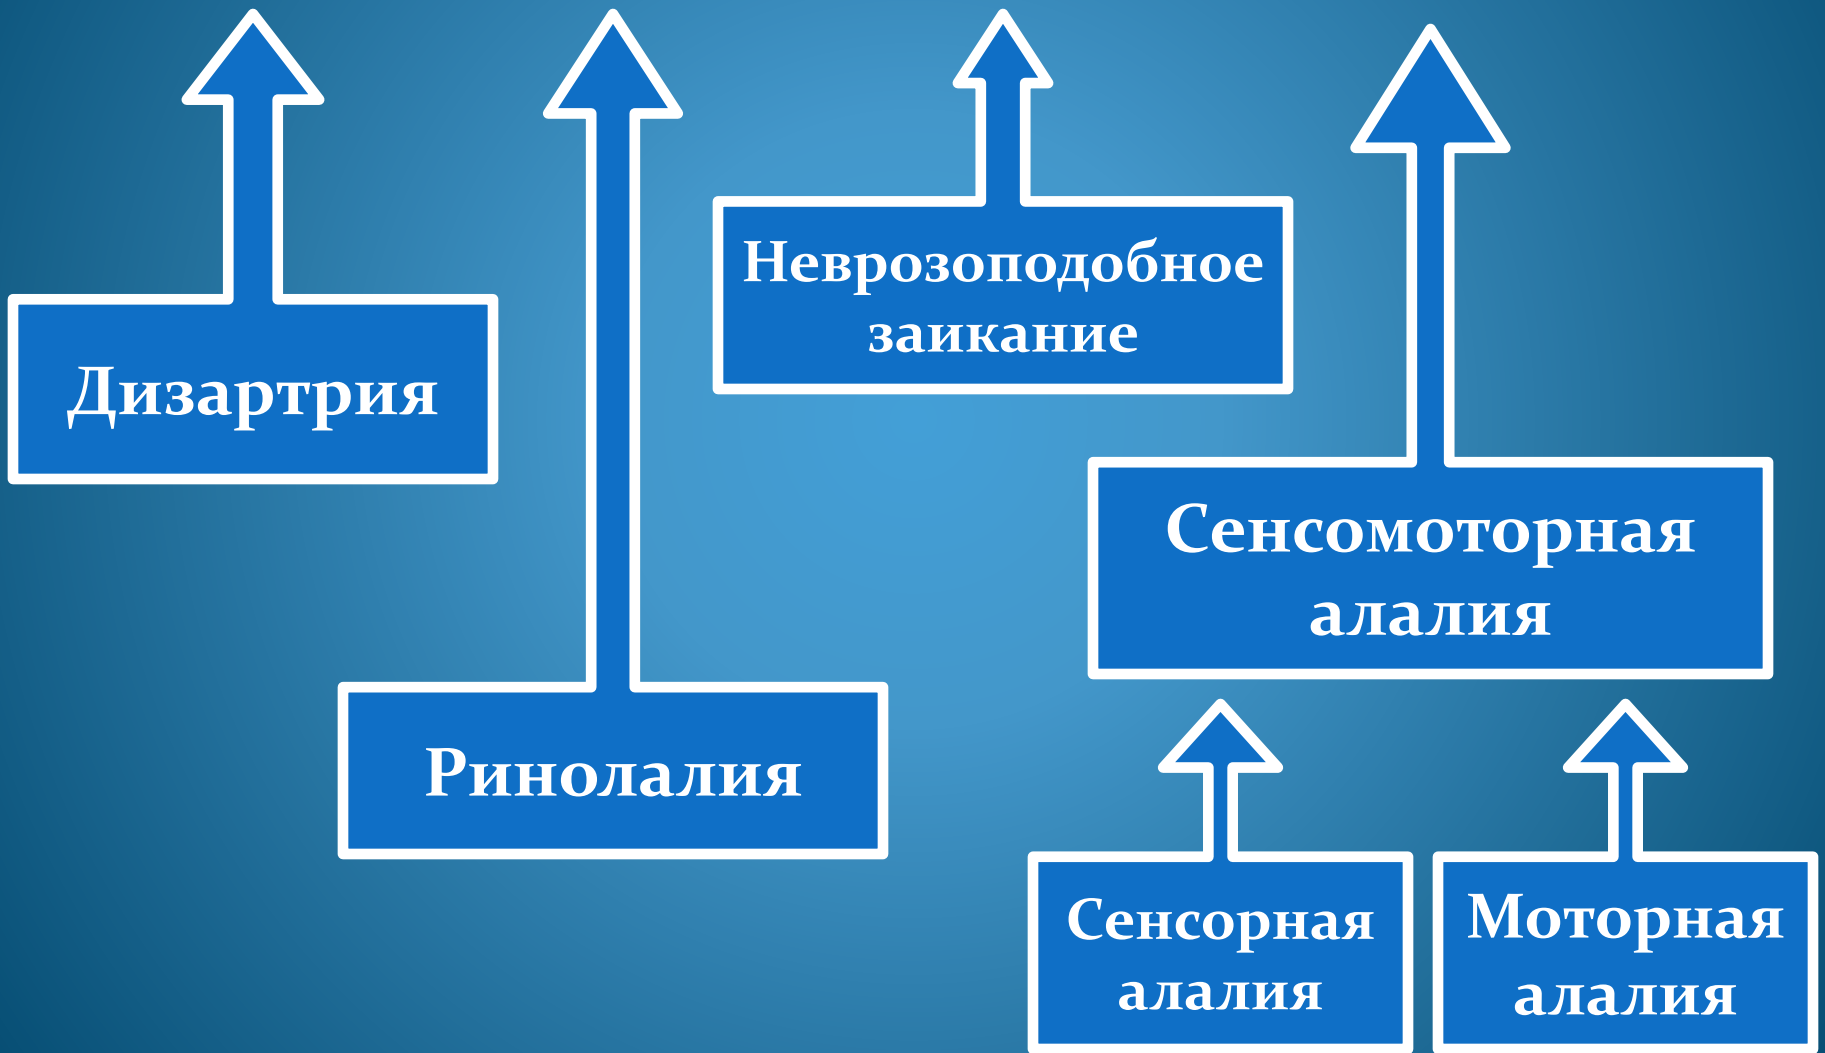 Дизартрия
Неврозоподобное
заикание
Сенсомоторная
алалия
Ринолалия
Сенсорная
алалия
Моторная
алалия